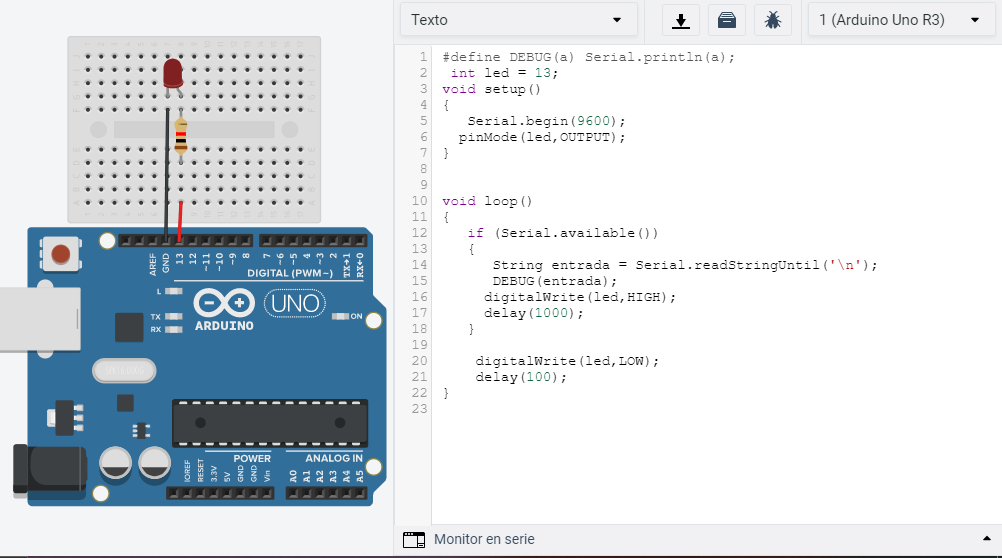 Texto
1 (Arduino Uno R3)
1 #define DEBUG(a) Serial.println(a);
2 int led = 13;
3 void setup()
4 {
5 Serial.begin(9600);
6 pinMode(led,OUTPUT);
7 }
8
9
10 void loop()
11 {
12 if (Serial.available())
13 {
14 String entrada = Serial.readStringUntil('\n');
15 DEBUG(entrada);
16 digitalWrite(led,HIGH);
17 delay(1000);
18 }
19
20 digitalWrite(led,LOW);
21 delay(100);
22 }
23
Monitor en serie
AREF
GND
13
12
~11
~10
~9
8
7
~6
~5
4
~3
2
TX→1
RX←0
DIGITAL (PWM~)
L
TX
RX
ARDUINO
UNO
ON
POWER
ANALOG IN
IOREF
RESET
3.3V
5V
GND
GND
Vin
A0
A1
A2
A3
A4
A5